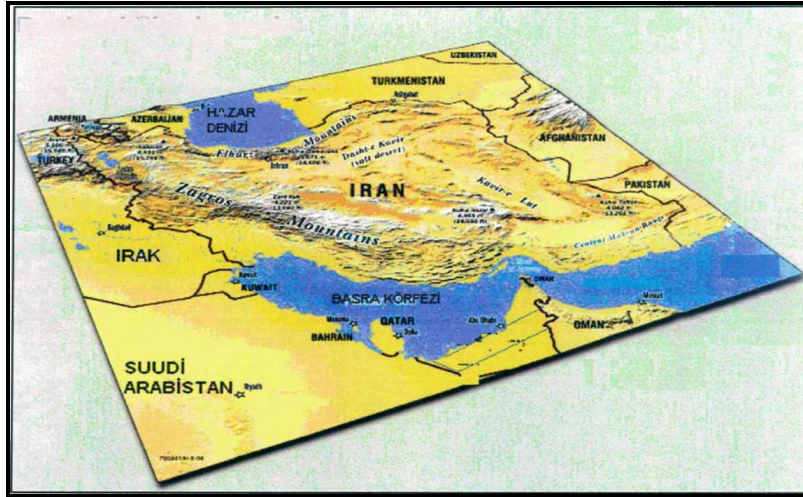 UZBEKISTAN
TURKMENISTAN
Ashgabat
HAZAR
DENİZİ
ARMENIA
AZERBAIJAN
TURKEY
Elburz Mountains
Tehran
Dasht-e Kavir
(salt desert)
AFGHANISTAN
PAKISTAN
IRAN
Kavir-e Lut
Zagros Mountains
Central Makran Range
Baghdad
IRAK
Kuwait
KUWAIT
BASRA KÖRFEZİ
OMAN
Muscat
OMAN
Manama
BAHRAIN
QATAR
Doha
Abu Dhabi
SUUDİ
ARABİSTAN
Riyadh